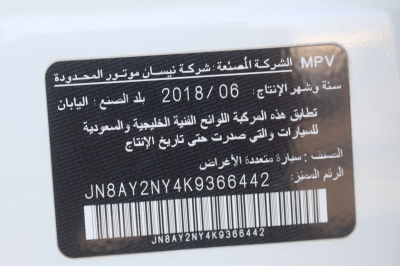 MPV الشركة المصنعة: شركة نيسان موتور المحدودة
سنة وشهر الإنتاج: 06/ 2018 بلد الصنع: اليابان
تطابق هذه المركبة اللوائح الفنية الخليجية والسعودية
للسيارات والتي صدرت حتى تاريخ الإنتاج
الصنف: سيارة متعددة الأغراض
الرقم المميز:
JN8AY2NY4K9366442
JN8AY2NY4K9366442